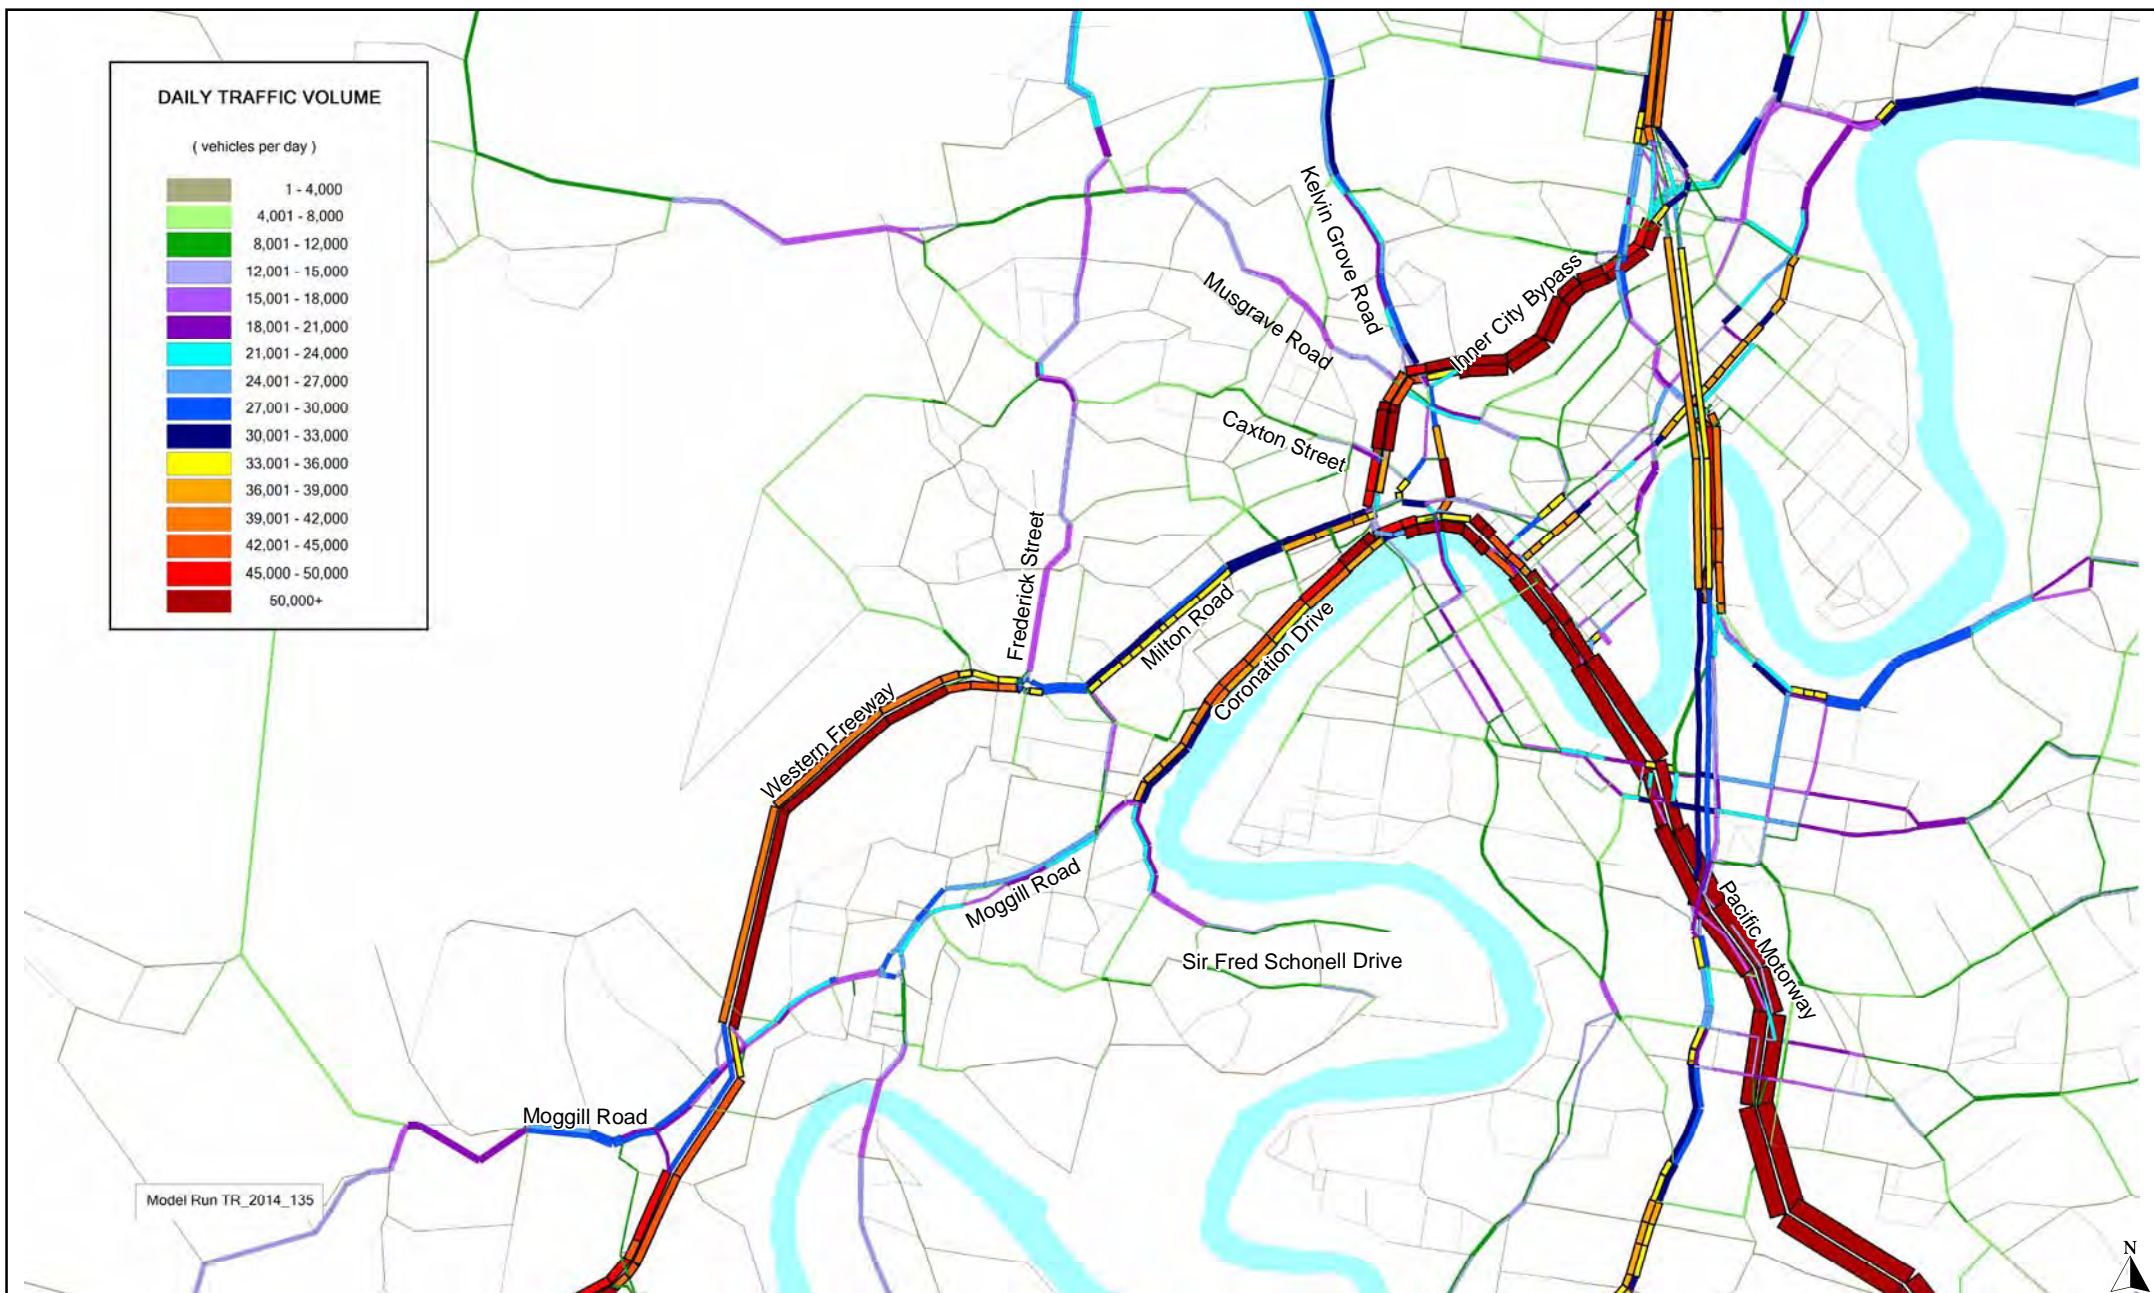 DAILY TRAFFIC VOLUME
( vehicles per day )
1 - 4,000
4,001 - 8,000
8,001 - 12,000
12,001 - 15,000
15,001 - 18,000
18,001 - 21,000
21,001 - 24,000
24,001 - 27,000
27,001 - 30,000
30,001 - 33,000
33,001 - 36,000
36,001 - 39,000
39,001 - 42,000
42,001 - 45,000
45,000 - 50,000
50,000+
Kelvin Grove Road
Inner City Bypass
Musgrave Road
Caxton Street
Frederick Street
Milton Road
Coronation Drive
Western Freeway
Moggill Road
Pacific Motorway
Sir Fred Schonell Drive
Moggill Road
Model Run TR_2014_135
N